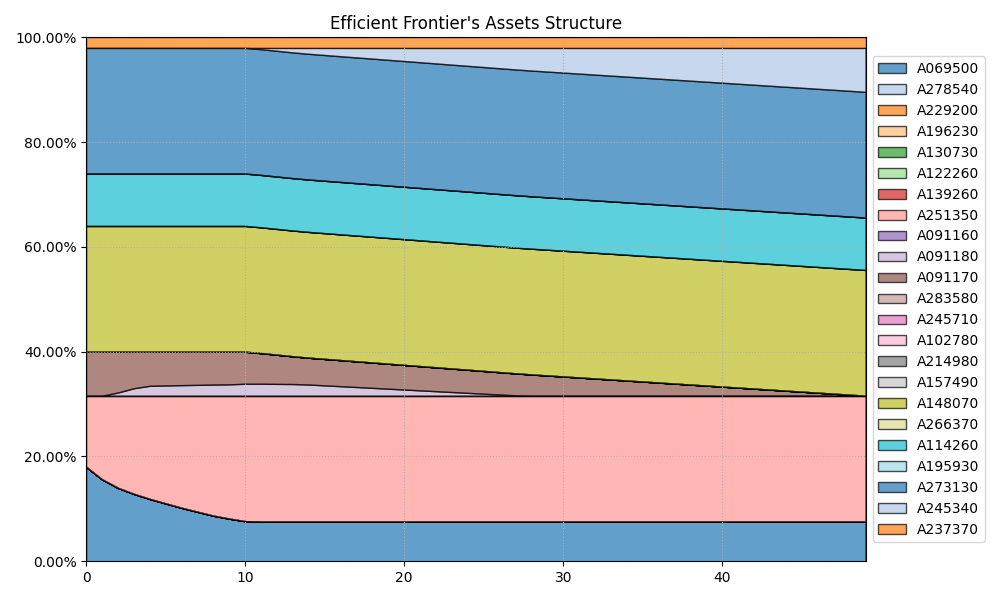 Efficient Frontier's Assets Structure
100.00%
80.00%
60.00%
40.00%
20.00%
0.00%
0
10
20
30
40
A069500
A278540
A229200
A196230
A130730
A122260
A139260
A251350
A091160
A091180
A091170
A283580
A245710
A102780
A214980
A157490
A148070
A266370
A114260
A195930
A273130
A245340
A237370